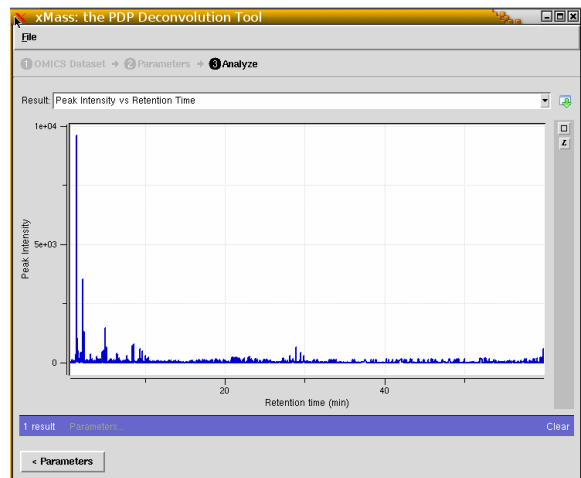 xMass: the PDP Deconvolution Tool
File
1 OMICS Dataset → 2 Parameters → 3 Analyze
Result: Peak Intensity vs Retention Time
1e+04
5e+03
0
Peak Intensity
20 40
Retention time (min)
z
1 result Parameters... Clear
< Parameters